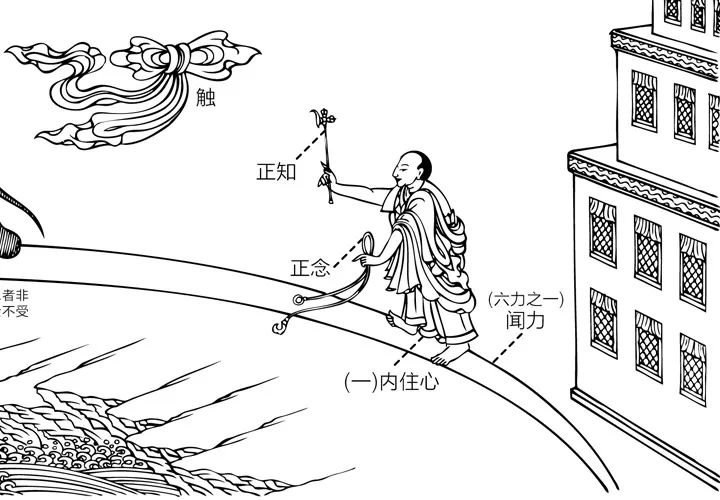 触
正知
正念
者非
不受
(六力之一)
闻力
(一)内住心